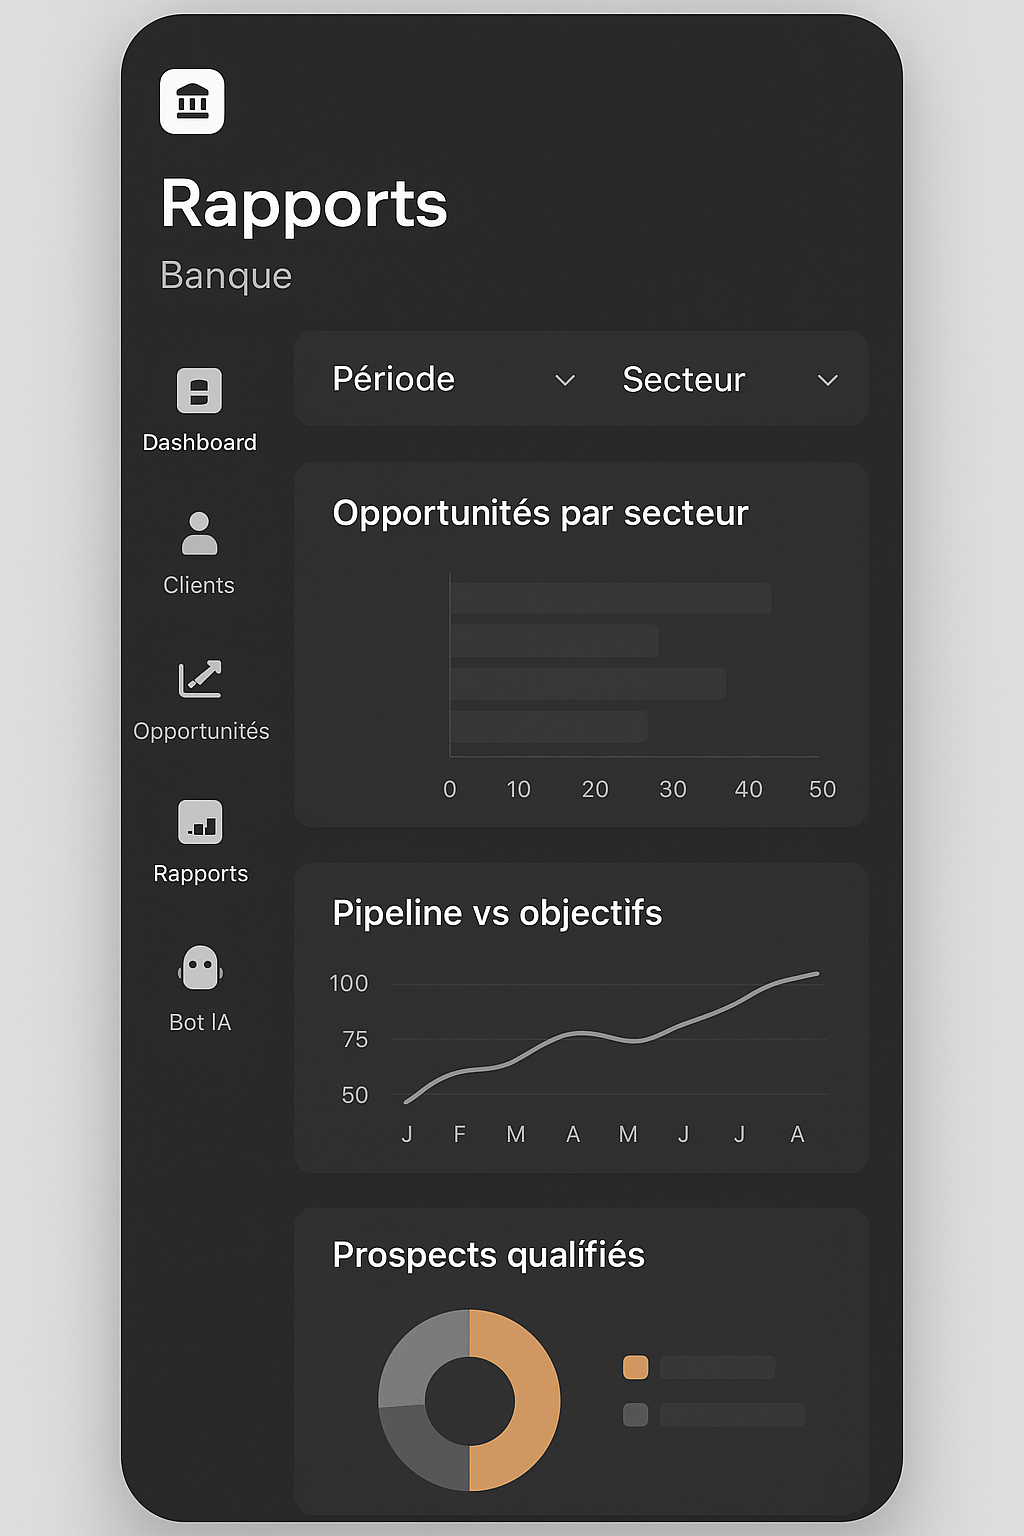 Rapports
Banque
Dashboard
Clients
Opportunités
Rapports
Bot IA
Période
Secteur
Opportunités par secteur
0 10 20 30 40 50
Pipeline vs objectifs
100
75
50
J F M A M J J A
Prospects qualifiés